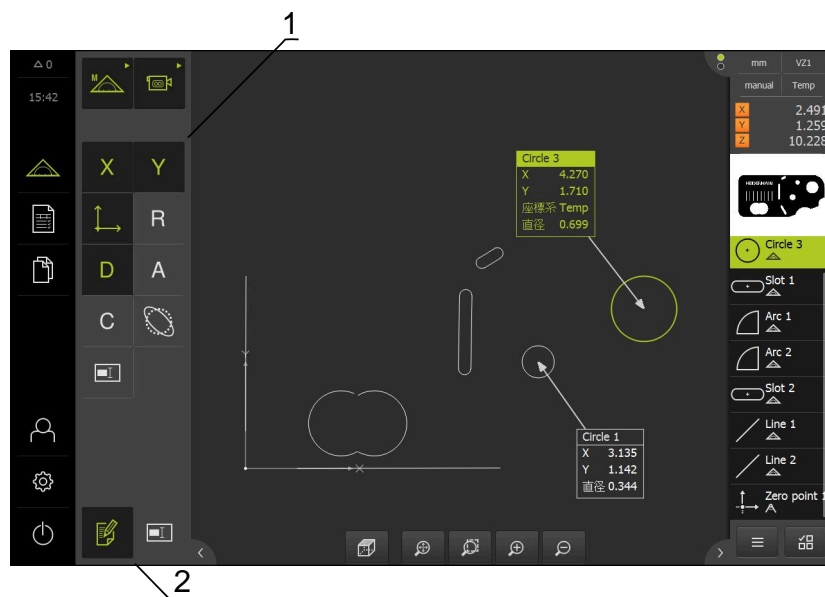 1
△ 0
15:42
M
X Y
R
D A
C
Circle 3
X 4.270
Y 1.710
座標系 Temp
直径 0.699
Y
X
Circle 1
X 3.135
Y 1.142
直径 0.344
mm VZ1
manual Temp
X 2.491
Y 1.259
Z 10.228
HEIDENHAIN
Circle 3
Slot 1
Arc 1
Arc 2
Slot 2
Line 1
Line 2
Zero point 1
2